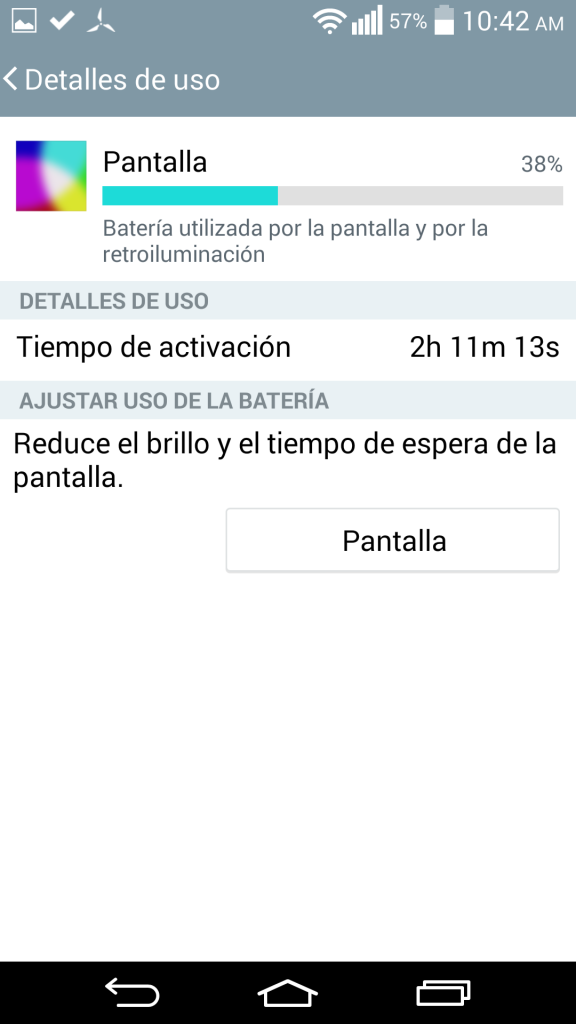 57% 10:42 AM
Detalles de uso
Pantalla 38%
Batería utilizada por la pantalla y por la
retroiluminación
DETALLES DE USO
Tiempo de activación 2h 11m 13s
AJUSTAR USO DE LA BATERÍA
Reduce el brillo y el tiempo de espera de la
pantalla.
Pantalla